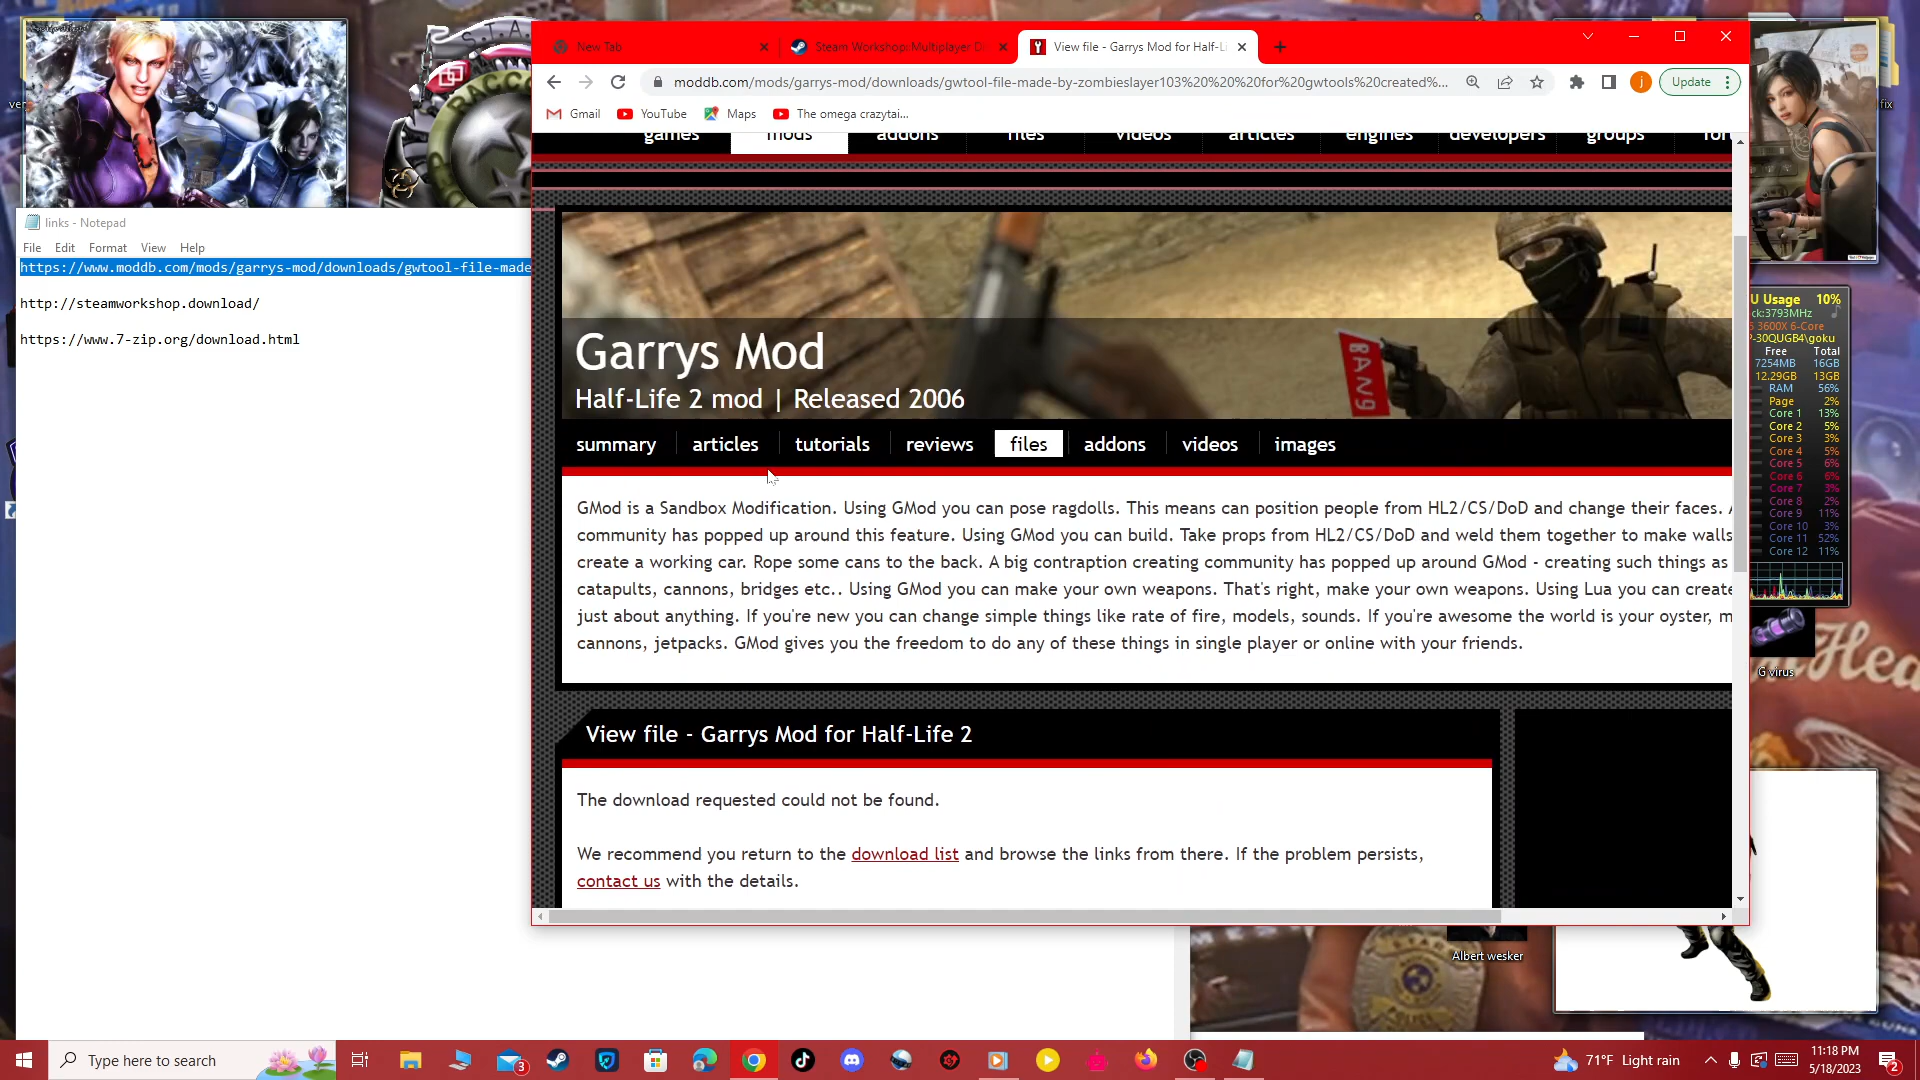 New Tab
Steam Workshop: Multiplayer D
View file - Garrys Mod for Half-Li
moddb.com/mods/garrys-mod/downloads/gwtool-file-made-by-zombieslayer103%20%20%20for%20gwtools%20created%...
Update
Gmail
YouTube
Maps
The omega crazytai...
games
mods
addons
files
videos
articles
engines
developers
groups
Garrys Mod
Half-Life 2 mod | Released 2006
summary
articles
tutorials
reviews
files
addons
videos
images
GMod is a Sandbox Modification. Using GMod you can pose ragdolls. This means can position people from HL2/CS/DoD and change their faces.
community has popped up around this feature. Using GMod you can build. Take props from HL2/CS/DoD and weld them together to make walls
create a working car. Rope some cans to the back. A big contraption creating community has popped up around GMod - creating such things as
catapults, cannons, bridges etc.. Using GMod you can make your own weapons. That's right, make your own weapons. Using Lua you can create
just about anything. If you're new you can change simple things like rate of fire, models, sounds. If you're awesome the world is your oyster, m
cannons, jetpacks. GMod gives you the freedom to do any of these things in single player or online with your friends.
View file - Garrys Mod for Half-Life 2
The download requested could not be found.
We recommend you return to the download list and browse the links from there. If the problem persists,
contact us with the details.
links - Notepad
File Edit Format View Help
https://www.moddb.com/mods/garrys-mod/downloads/gwtool-file-made
http://steamworkshop.download/
https://www.7-zip.org/download.html
BANG
fix
U Usage 10%
ck:3793MHz
5 3600X 6-Core
P-30QUGB4\goku
Free Total
7254MB 16GB
12.29GB 13GB
RAM 56%
Page 2%
Core 1 13%
Core 2 5%
Core 3 3%
Core 4 5%
Core 5 6%
Core 6 6%
Core 7 3%
Core 8 2%
Core 9 11%
Core 10 3%
Core 11 52%
Core 12 11%
G virus
Albert wesker
Type here to search
3
71°F Light rain
11:18 PM
5/18/2023
2